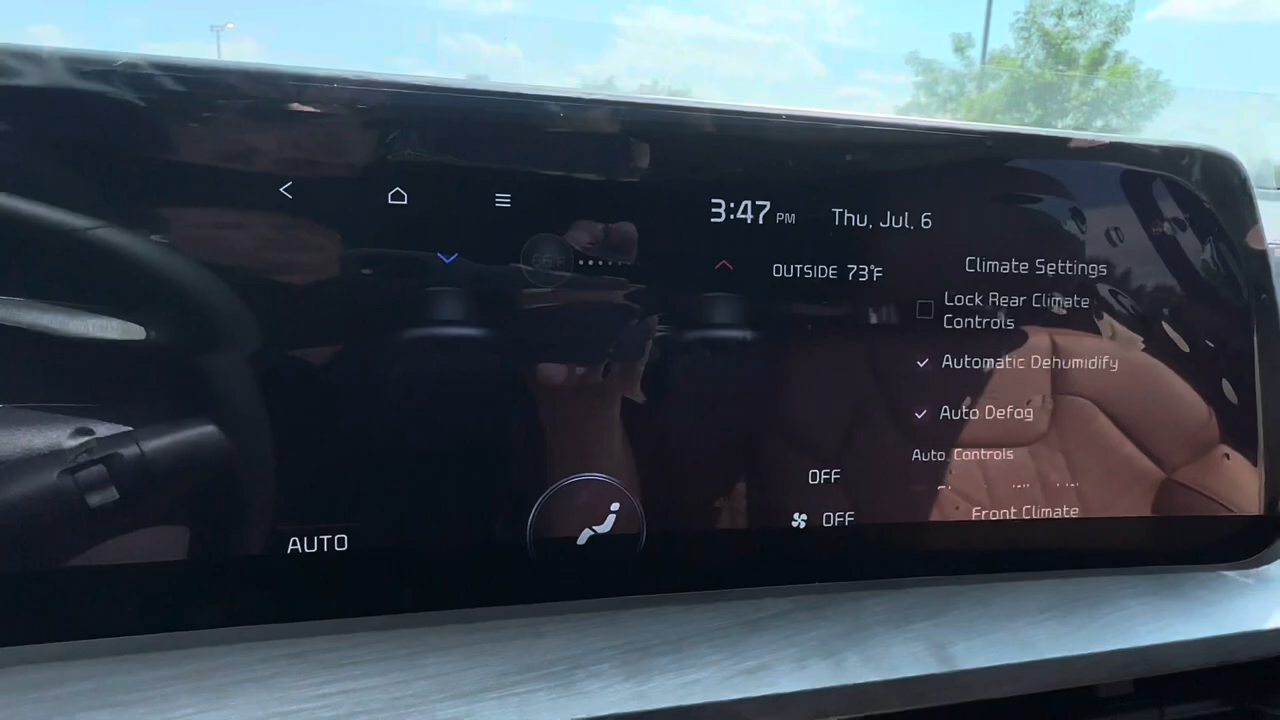 3:47 PM Thu, Jul. 6
OUTSIDE 73°F
Climate Settings
Lock Rear Climate
Controls
Automatic Dehumidify
Auto Defog
Auto Controls
OFF
Front Climate
OFF
AUTO